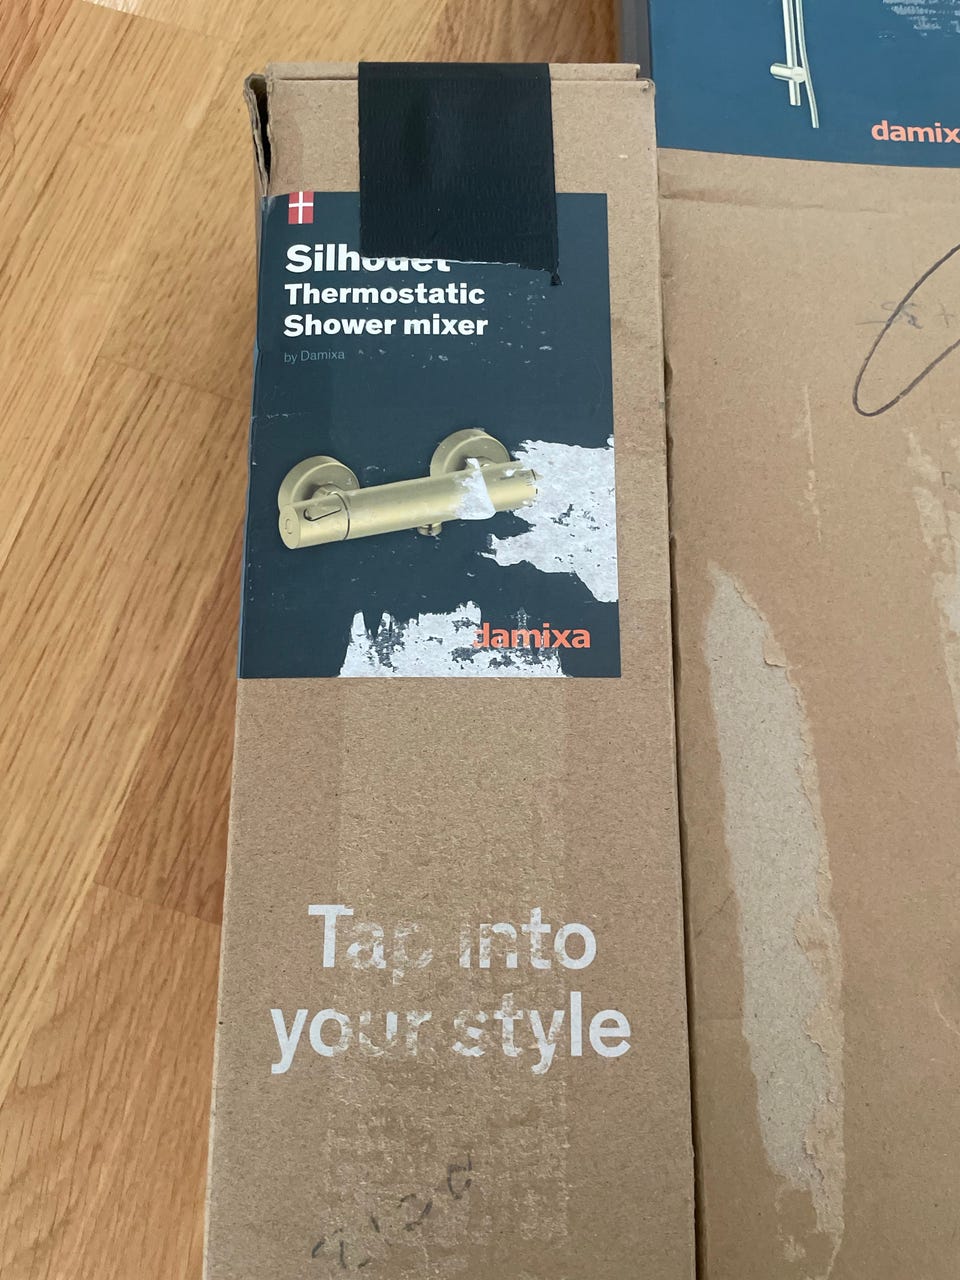 Silhouet
Thermostatic
Shower mixer
by Damixa
damixa
Tap into
your style
damix